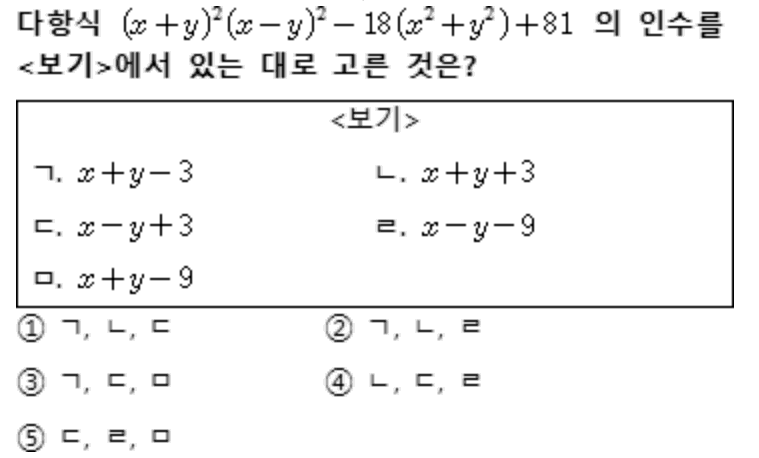 다항식 (x+y)²(x−y)²−18(x²+y²)+81 의 인수를
<보기>에서 있는 대로 고른 것은?
<보기>
ㄱ. x+y−3 ㄴ. x+y+3
ㄷ. x−y+3 ㄹ. x−y−9
ㅁ. x+y−9
① ㄱ, ㄴ, ㄷ ② ㄱ, ㄴ, ㄹ
③ ㄱ, ㄷ, ㅁ ④ ㄴ, ㄷ, ㄹ
⑤ ㄷ, ㄹ, ㅁ